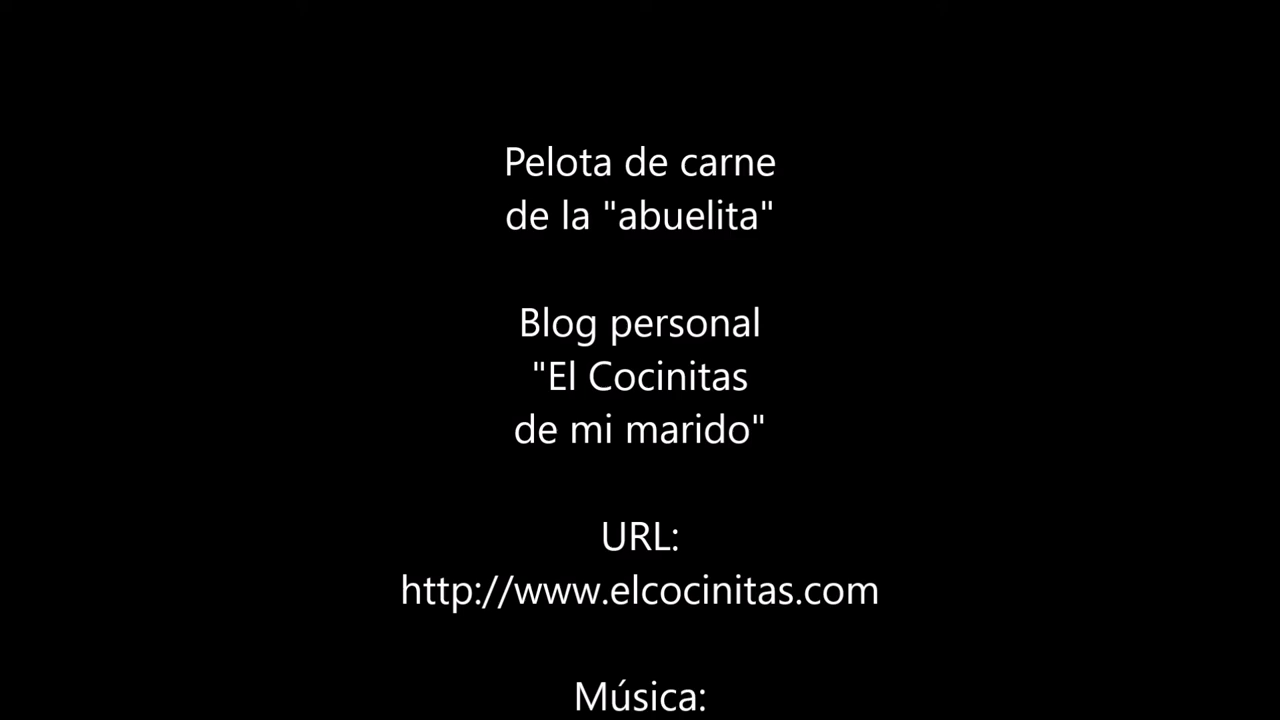 Pelota de carne
de la "abuelita"
Blog personal
"El Cocinitas
de mi marido"
URL:
http://www.elcocinitas.com
Música: